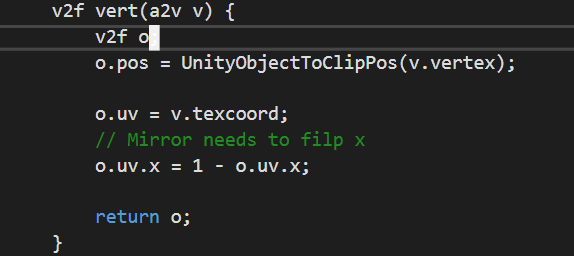 v2f vert(a2v v) {
v2f o;
o.pos = UnityObjectToClipPos(v.vertex);
o.uv = v.texcoord;
// Mirror needs to filp x
o.uv.x = 1 - o.uv.x;
return o;
}